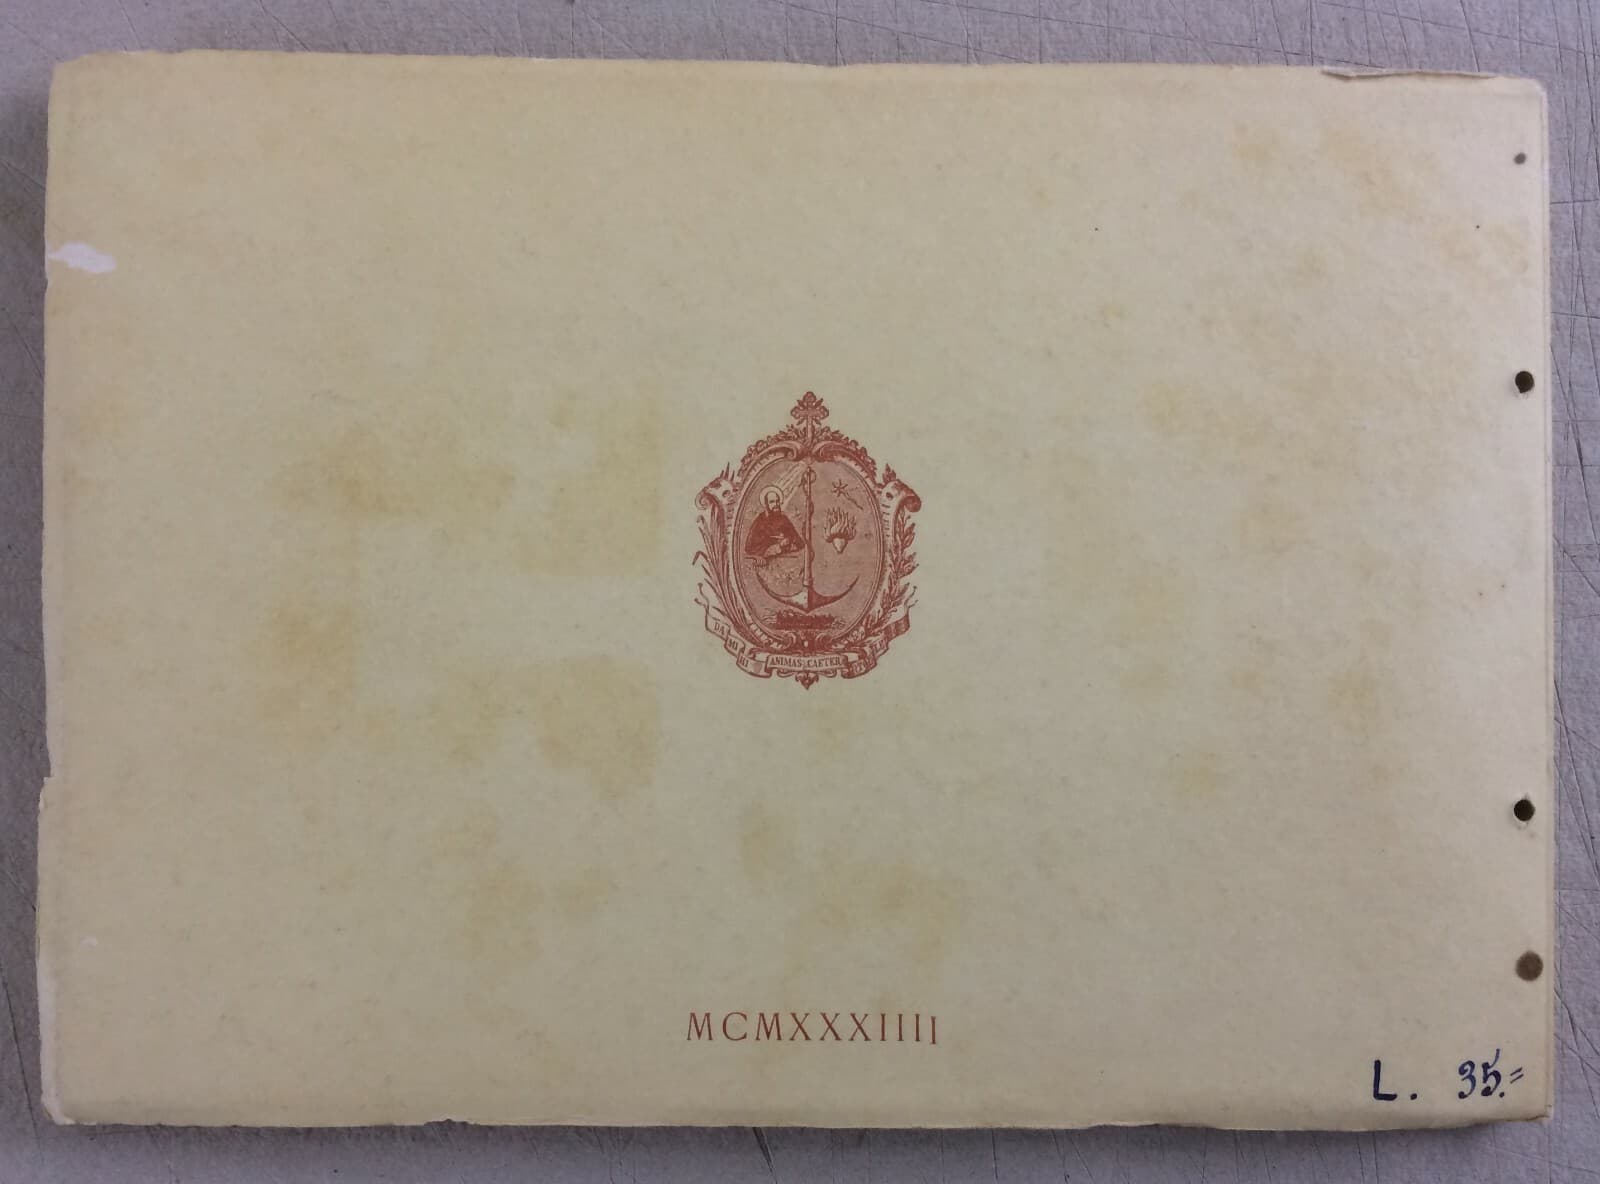 DA MIHI ANIMAS CAETERA TOLLE
MCMXXXIIII
L. 35.=